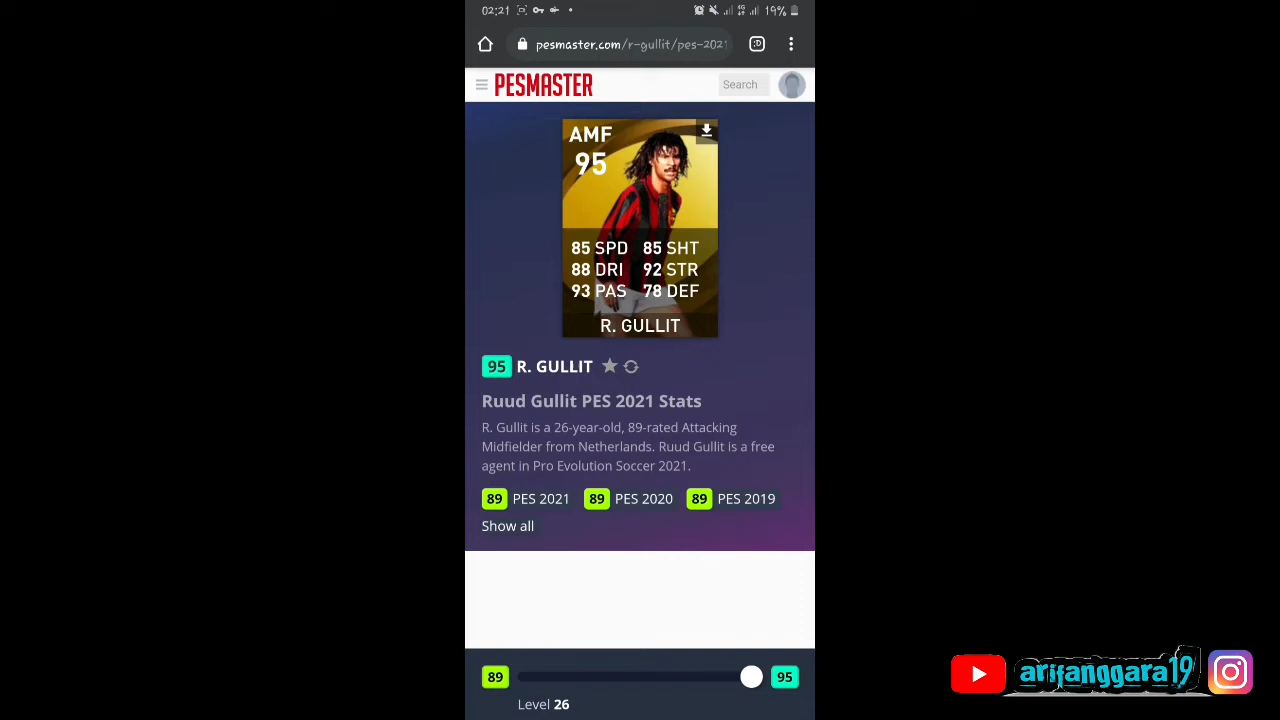 02:21 19%
pesmaster.com/r-gullit/pes-2021
PESMASTER Search
AMF
95
85 SPD 85 SHT
88 DRI 92 STR
93 PAS 78 DEF
R. GULLIT
95 R. GULLIT
Ruud Gullit PES 2021 Stats
R. Gullit is a 26-year-old, 89-rated Attacking
Midfielder from Netherlands. Ruud Gullit is a free
agent in Pro Evolution Soccer 2021.
89 PES 2021 89 PES 2020 89 PES 2019
Show all
89 95
Level 26
arifanggara19